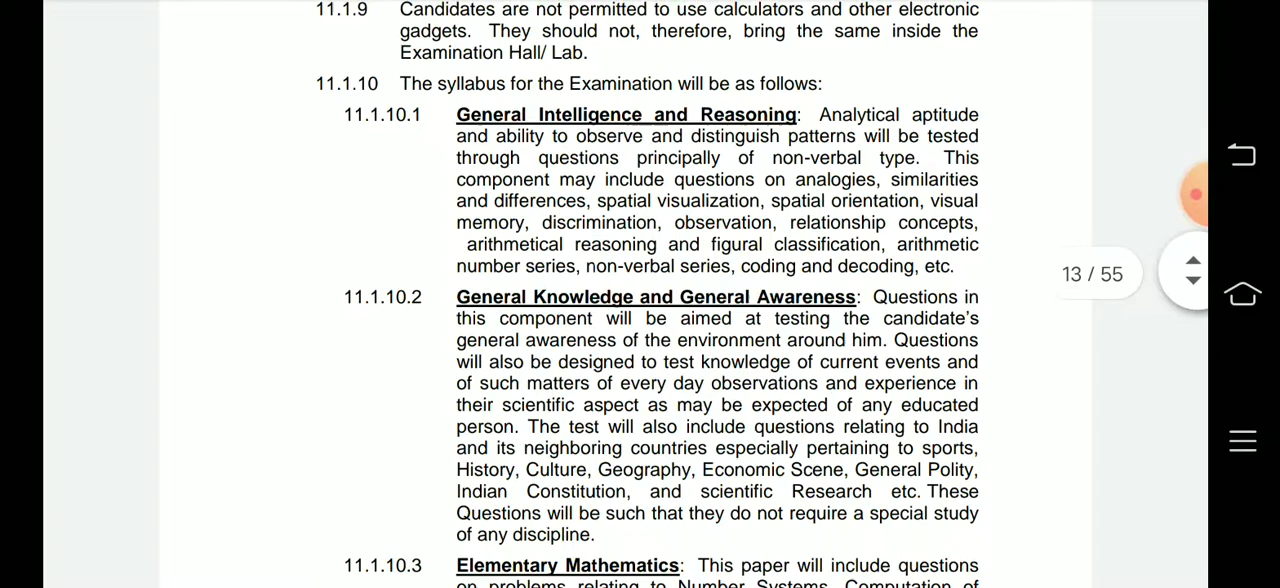 11.1.9 Candidates are not permitted to use calculators and other electronic
gadgets. They should not, therefore, bring the same inside the
Examination Hall/ Lab.
11.1.10 The syllabus for the Examination will be as follows:
11.1.10.1 General Intelligence and Reasoning: Analytical aptitude
and ability to observe and distinguish patterns will be tested
through questions principally of non-verbal type. This
component may include questions on analogies, similarities
and differences, spatial visualization, spatial orientation, visual
memory, discrimination, observation, relationship concepts,
arithmetical reasoning and figural classification, arithmetic
number series, non-verbal series, coding and decoding, etc.
13 / 55
11.1.10.2 General Knowledge and General Awareness: Questions in
this component will be aimed at testing the candidate's
general awareness of the environment around him. Questions
will also be designed to test knowledge of current events and
of such matters of every day observations and experience in
their scientific aspect as may be expected of any educated
person. The test will also include questions relating to India
and its neighboring countries especially pertaining to sports,
History, Culture, Geography, Economic Scene, General Polity,
Indian Constitution, and scientific Research etc. These
Questions will be such that they do not require a special study
of any discipline.
11.1.10.3 Elementary Mathematics: This paper will include questions
on problems relating to Number Systems, Computation of